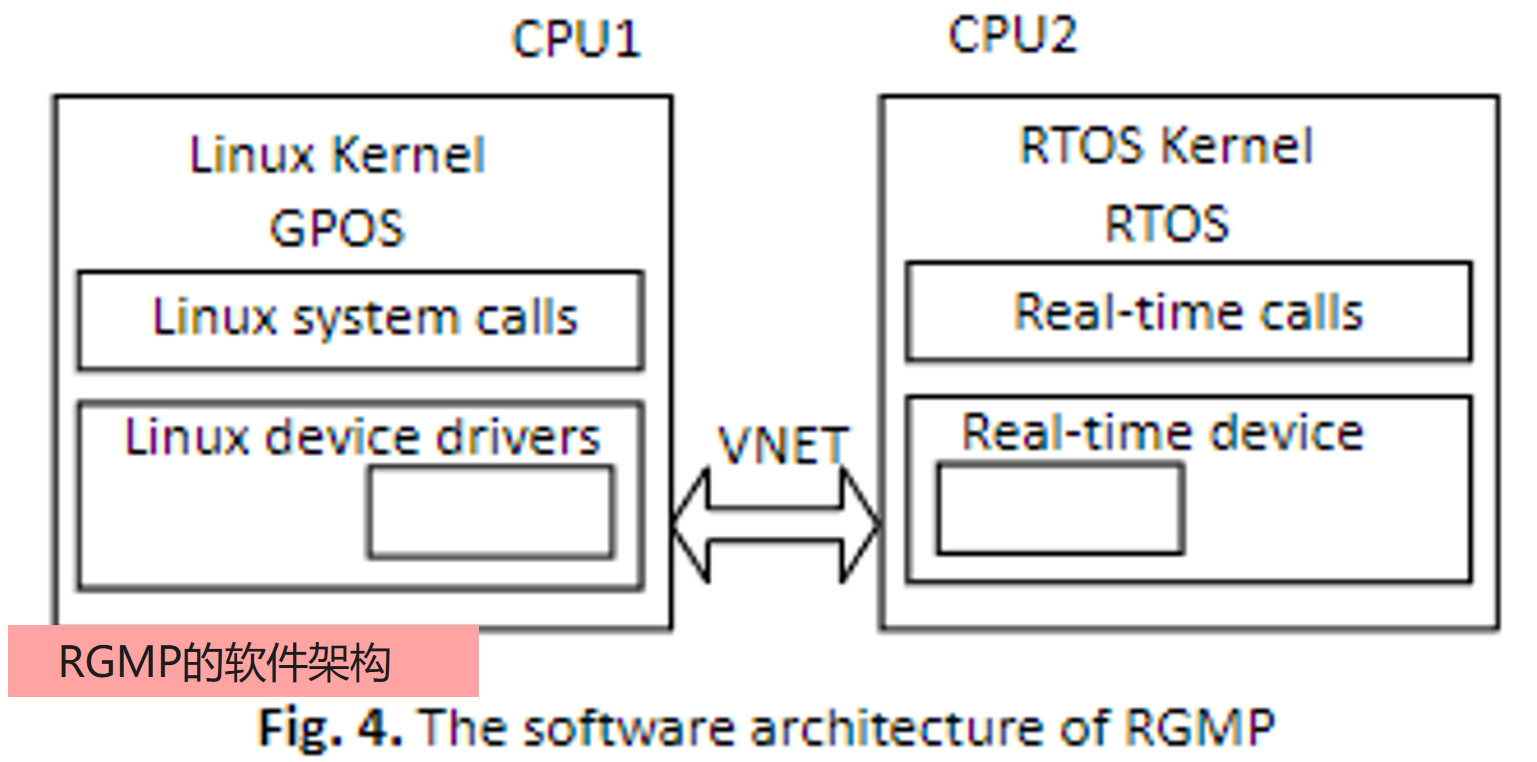 CPU1
CPU2
Linux Kernel
GPOS
Linux system calls
Linux device drivers
VNET
RTOS Kernel
RTOS
Real-time calls
Real-time device
RGMP的软件架构
Fig. 4. The software architecture of RGMP